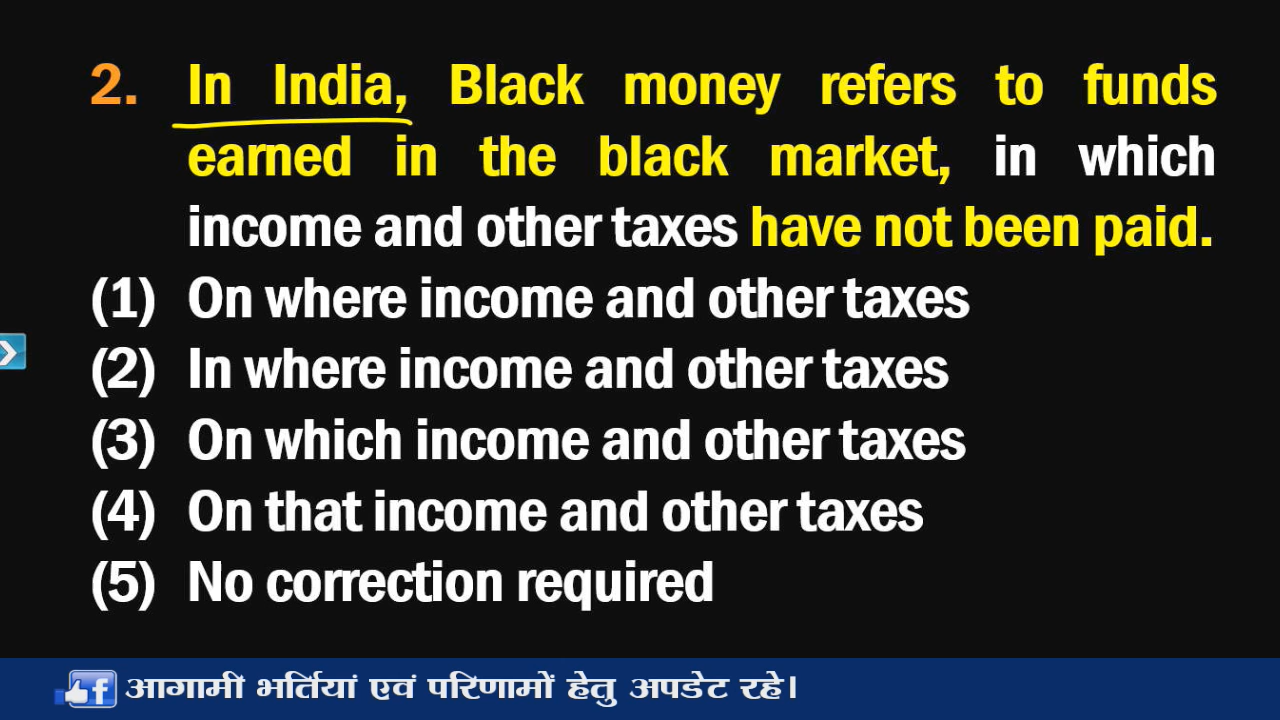 2. In India, Black money refers to funds
earned in the black market, in which
income and other taxes have not been paid.
(1) On where income and other taxes
(2) In where income and other taxes
(3) On which income and other taxes
(4) On that income and other taxes
(5) No correction required
f आगामी भर्तियां एवं परिणामों हेतु अपडेट रहे।